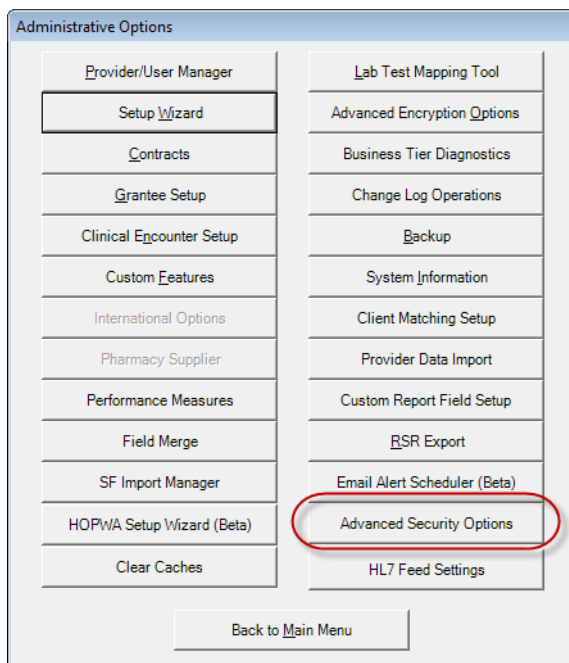 Administrative Options
Provider/User Manager
Lab Test Mapping Tool
Setup Wizard
Advanced Encryption Options
Contracts
Business Tier Diagnostics
Grantee Setup
Change Log Operations
Clinical Encounter Setup
Backup
Custom Features
System Information
International Options
Client Matching Setup
Pharmacy Supplier
Provider Data Import
Performance Measures
Custom Report Field Setup
Field Merge
RSR Export
SF Import Manager
Email Alert Scheduler (Beta)
HOPWA Setup Wizard (Beta)
Advanced Security Options
Clear Caches
HL7 Feed Settings
Back to Main Menu